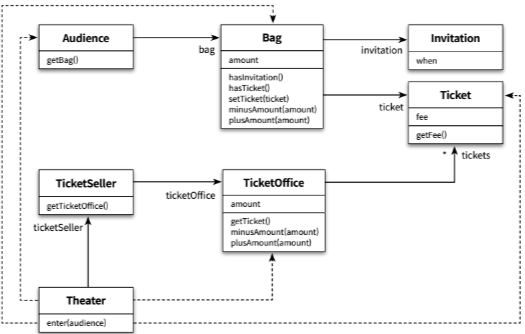 Audience
getBag()
bag
Bag
amount
hasInvitation()
hasTicket()
setTicket(ticket)
minusAmount(amount)
plusAmount(amount)
invitation
Invitation
when
ticket
Ticket
fee
getFee()
* tickets
TicketSeller
getTicketOffice()
ticketOffice
TicketOffice
amount
getTicket()
minusAmount(amount)
plusAmount(amount)
ticketSeller
Theater
enter(audience)